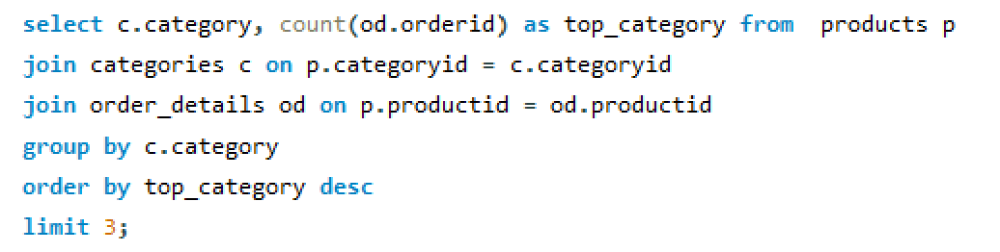 select c.category, count(od.orderid) as top_category from  products p
join categories c on p.categoryid = c.categoryid
join order_details od on p.productid = od.productid
group by c.category
order by top_category desc
limit 3;